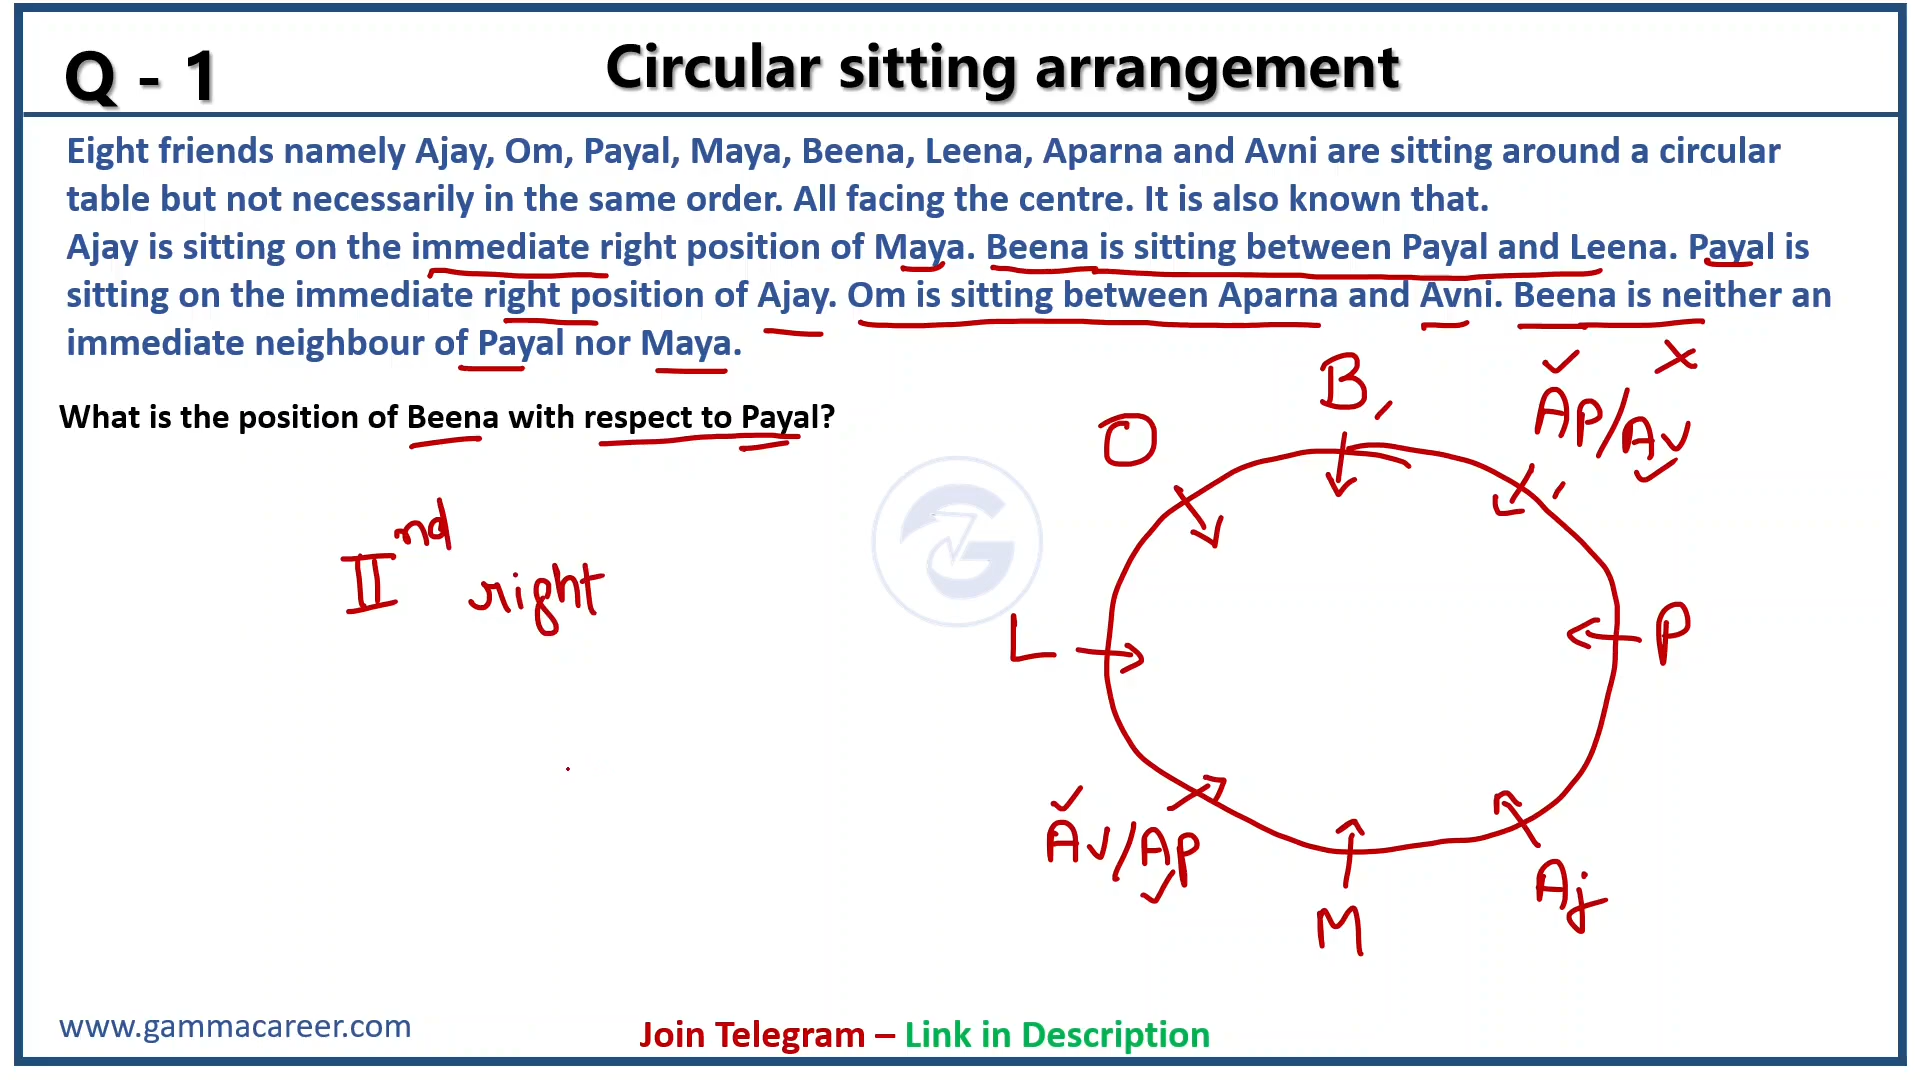 Q - 1
Circular sitting arrangement
Eight friends namely Ajay, Om, Payal, Maya, Beena, Leena, Aparna and Avni are sitting around a circular
table but not necessarily in the same order. All facing the centre. It is also known that.
Ajay is sitting on the immediate right position of Maya. Beena is sitting between Payal and Leena. Payal is
sitting on the immediate right position of Ajay. Om is sitting between Aparna and Avni. Beena is neither an
immediate neighbour of Payal nor Maya.
What is the position of Beena with respect to Payal?
B
O
Ap/Av
II nd right
L
P
Av/Ap
Aj
M
G
www.gammacareer.com
Join Telegram – Link in Description